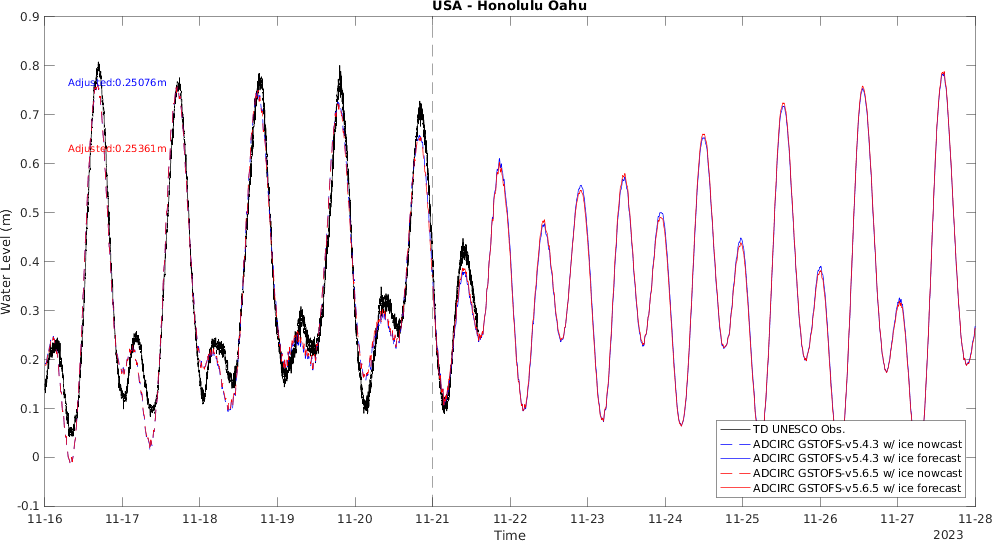 USA - Honolulu Oahu
0.9
0.8
0.7
0.6
0.5
0.4
0.3
0.2
0.1
0
-0.1
Water Level (m)
Adjusted:0.25076m
Adjusted:0.25361m
TD UNESCO Obs.
ADCIRC GSTOFS-v5.4.3 w/ ice nowcast
ADCIRC GSTOFS-v5.4.3 w/ ice forecast
ADCIRC GSTOFS-v5.6.5 w/ ice nowcast
ADCIRC GSTOFS-v5.6.5 w/ ice forecast
11-16 11-17 11-18 11-19 11-20 11-21 11-22 11-23 11-24 11-25 11-26 11-27 11-28
Time
2023